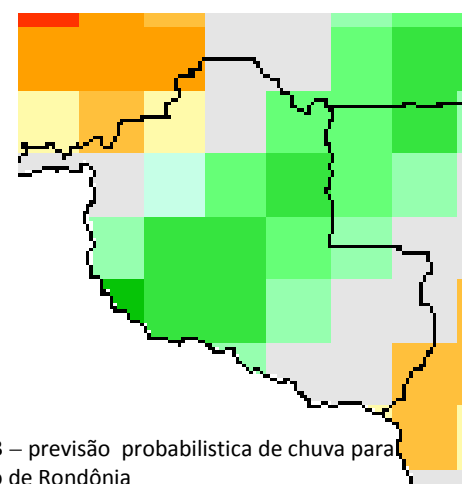 – previsão probabilistica de chuva para
de Rondônia